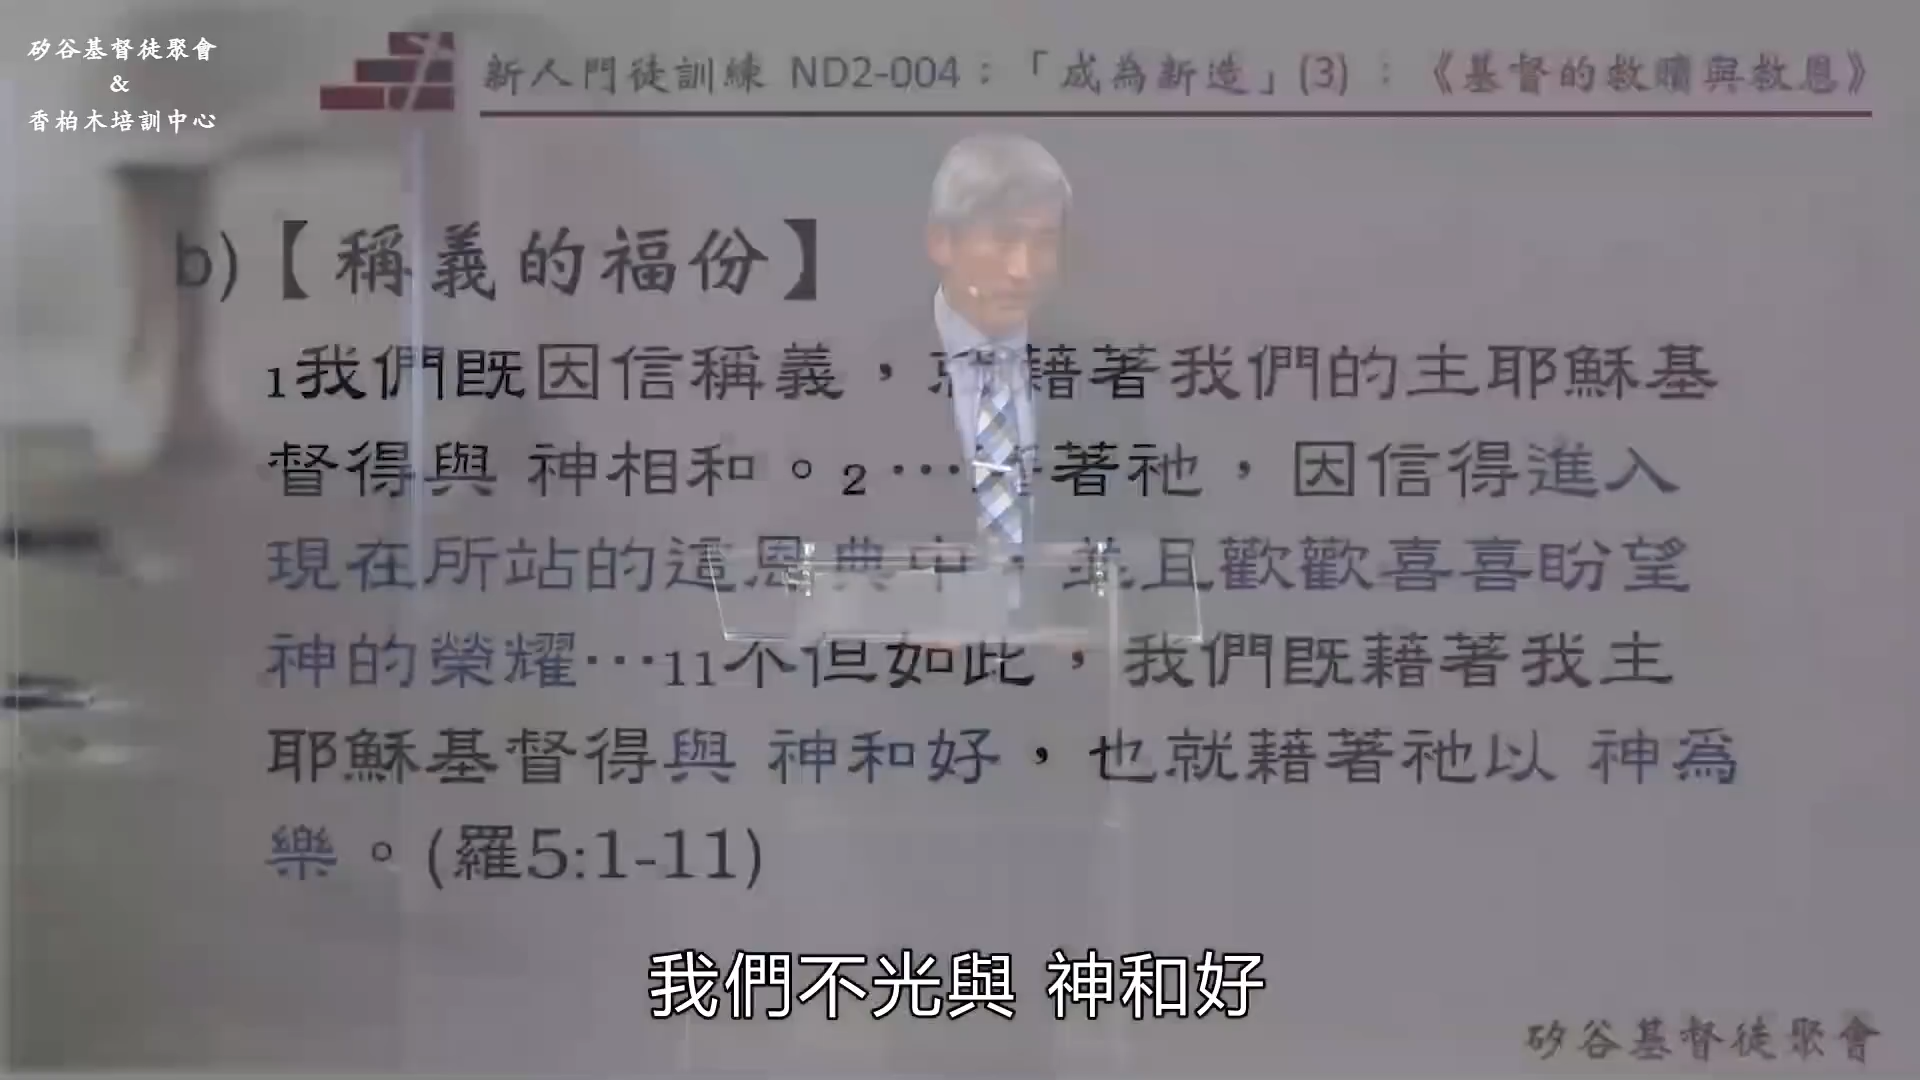 矽谷基督徒聚會
&
香柏木培訓中心
新人門徒訓練 ND2-004：「成為新造」(3)：《基督的救贖與救恩》
b)【稱義的福份】
1我們既因信稱義，就藉著我們的主耶穌基
督得與 神相和。2…著祂，因信得進入
現在所站的這恩典中，並且歡歡喜喜盼望
神的榮耀…11不但如此，我們既藉著我主
耶穌基督得與 神和好，也就藉著祂以 神為
樂。(羅5:1-11)
我們不光與 神和好
矽谷基督徒聚會